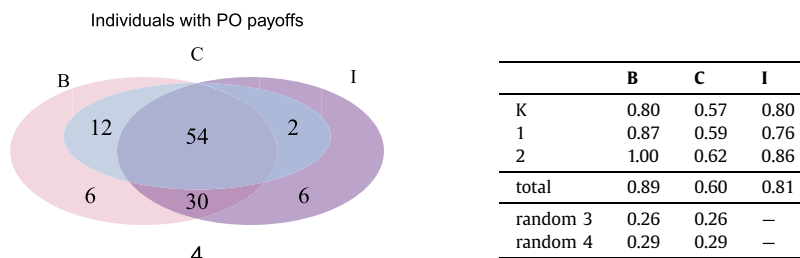 Individuals with PO payoffs
C
B
I
12
54
2
6
30
6
4
B C I
K 0.80 0.57 0.80
1 0.87 0.59 0.76
2 1.00 0.62 0.86
total 0.89 0.60 0.81
random 3 0.26 0.26 —
random 4 0.29 0.29 —